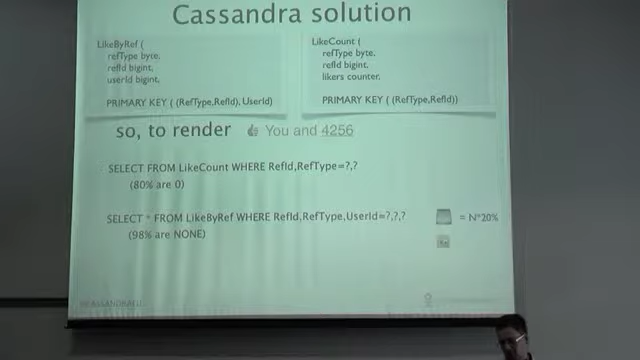 Cassandra solution
LikeByRef (
refType byte,
refId bigint,
userId bigint,
PRIMARY KEY ( (RefType,RefId), UserId)
LikeCount (
refType byte,
refId bigint,
likers counter,
PRIMARY KEY ( (RefType,RefId))
so, to render
You and 4256
SELECT FROM LikeCount WHERE RefId,RefType=?,?
(80% are 0)
SELECT * FROM LikeByRef WHERE RefId,RefType,UserId=?,?,?
(98% are NONE)
= N*20%